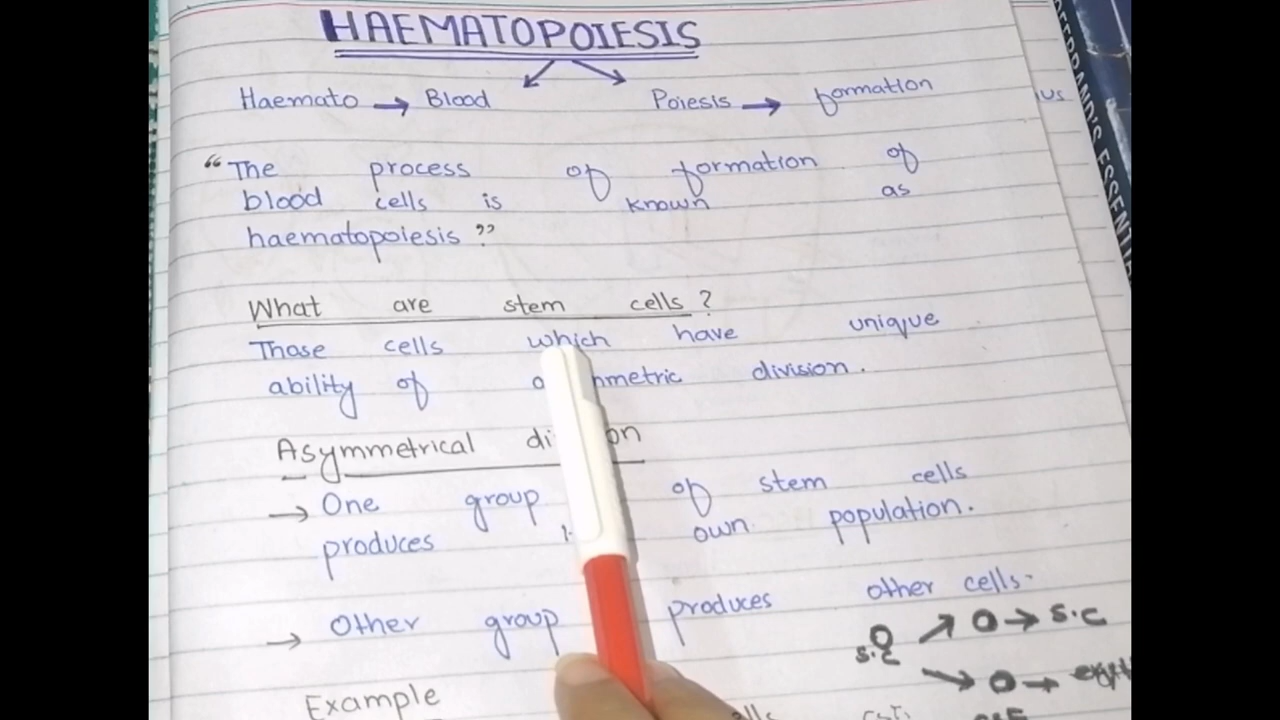 HAEMATOPOIESIS
Haemato → Blood Poiesis → formation
us
"The process of formation of
blood cells is known as
haematopoiesis"
What are stem cells?
Those cells which have unique
ability of division.
Asymmetrical
→ One group of stem cells
produces own population.
→ Other group produces other cells.
s.c → s.c
Example